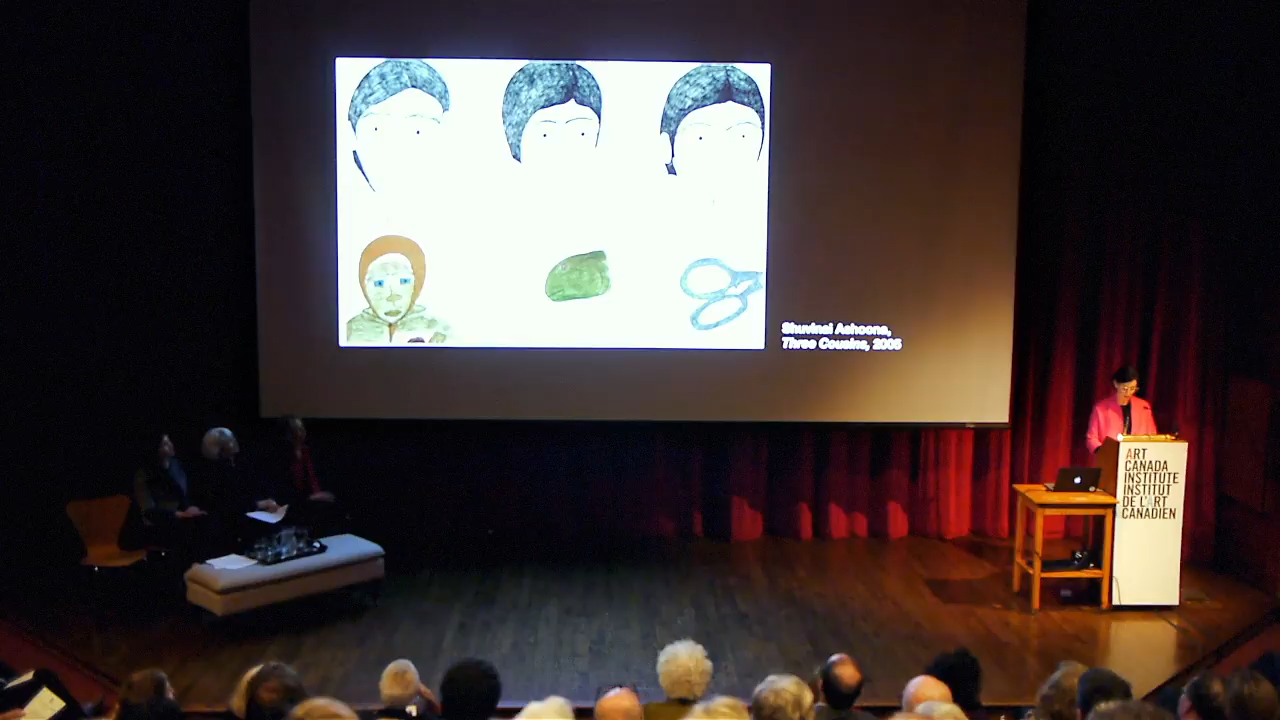 Shuvinai Ashoona,
Three Cousins, 2005
ART
CANADA
INSTITUTE
INSTITUT
DE L'ART
CANADIEN